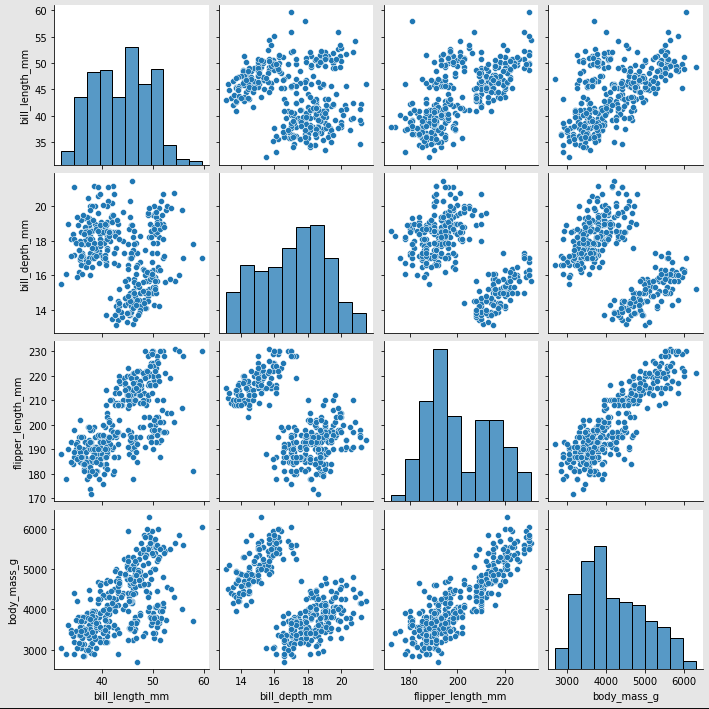 60
55
50
45
40
35
bill_length_mm
20
18
16
14
bill_depth_mm
230
220
210
200
190
180
170
flipper_length_mm
6000
5000
4000
3000
body_mass_g
40 50 60
bill_length_mm
14 16 18 20
bill_depth_mm
180 200 220
flipper_length_mm
3000 4000 5000 6000
body_mass_g